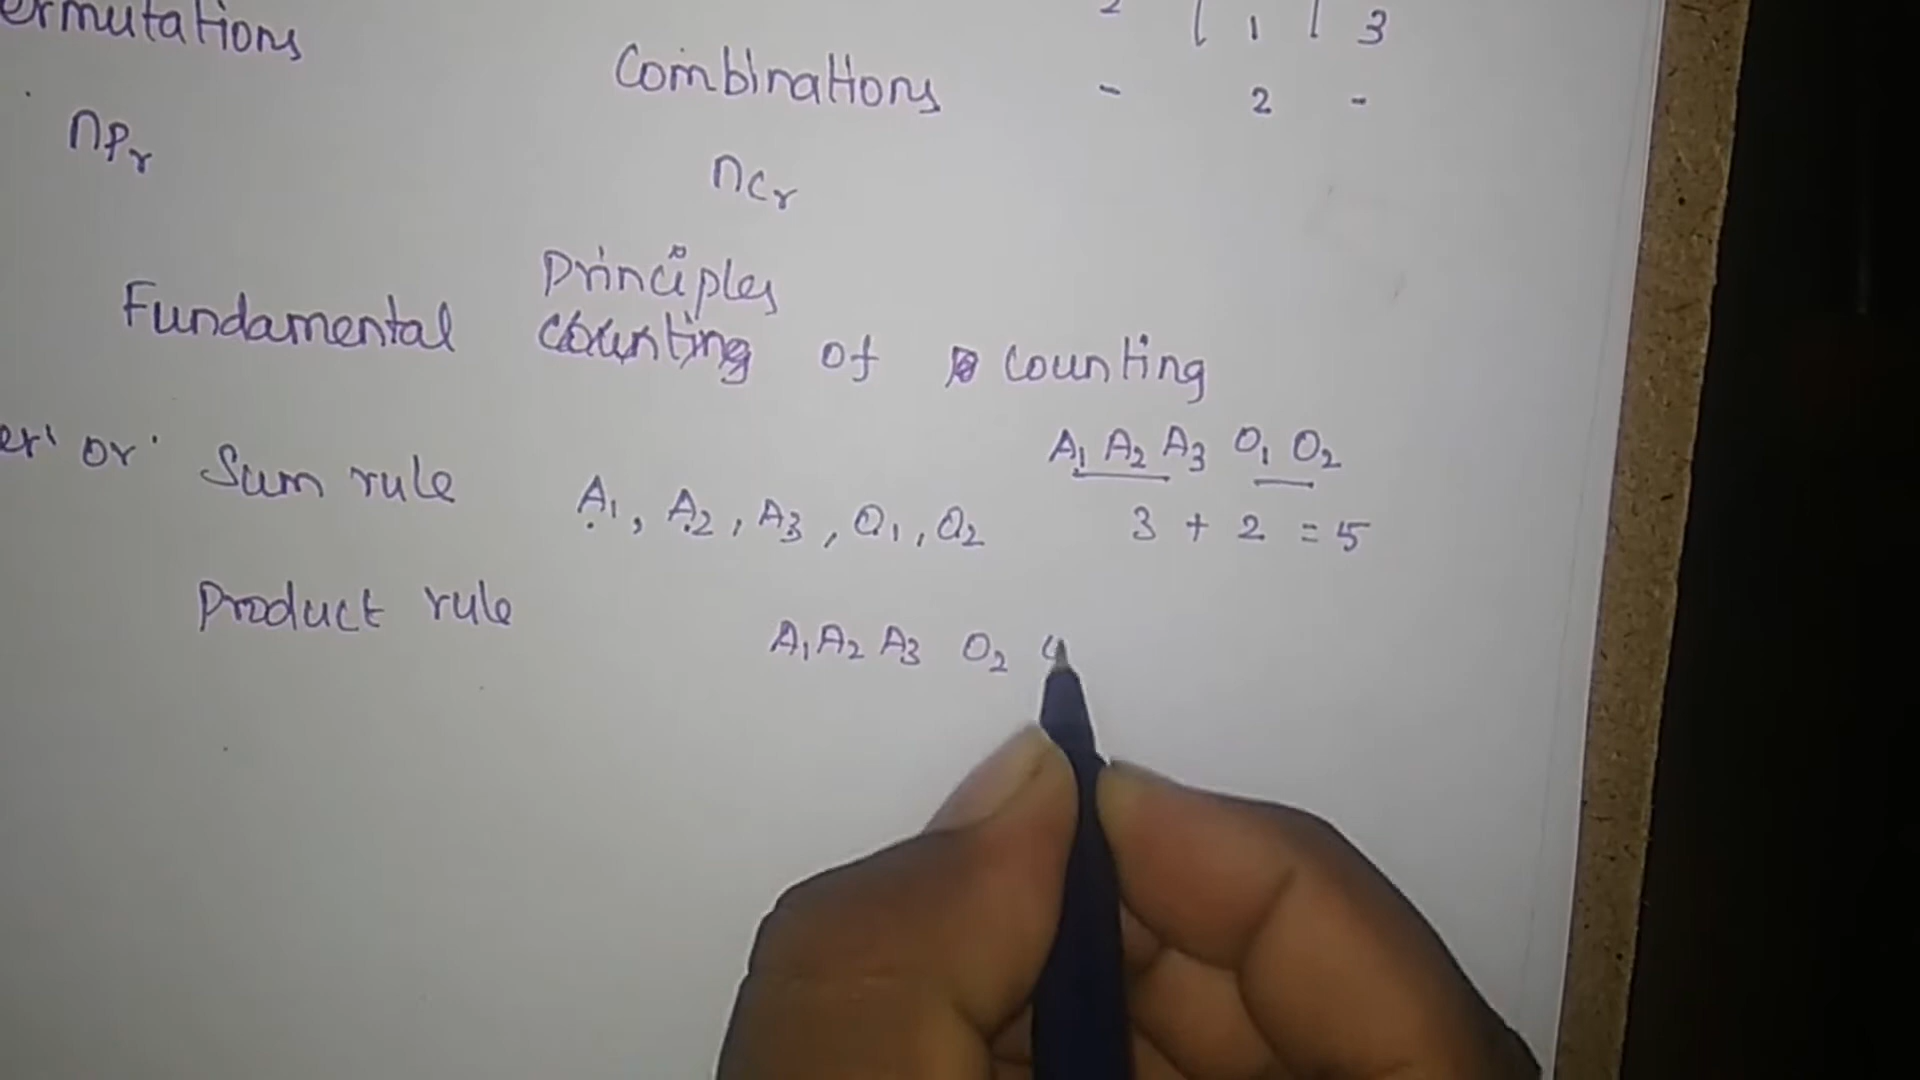 ermutations
Combinations
2 | 1 | 3
- 2 -
nPr
nCr
Principles
Fundamental counting of counting
A1 A2 A3 O1 O2
er' or' Sum rule A1, A2, A3, O1, O2
3 + 2 = 5
Product rule
A1 A2 A3 O2